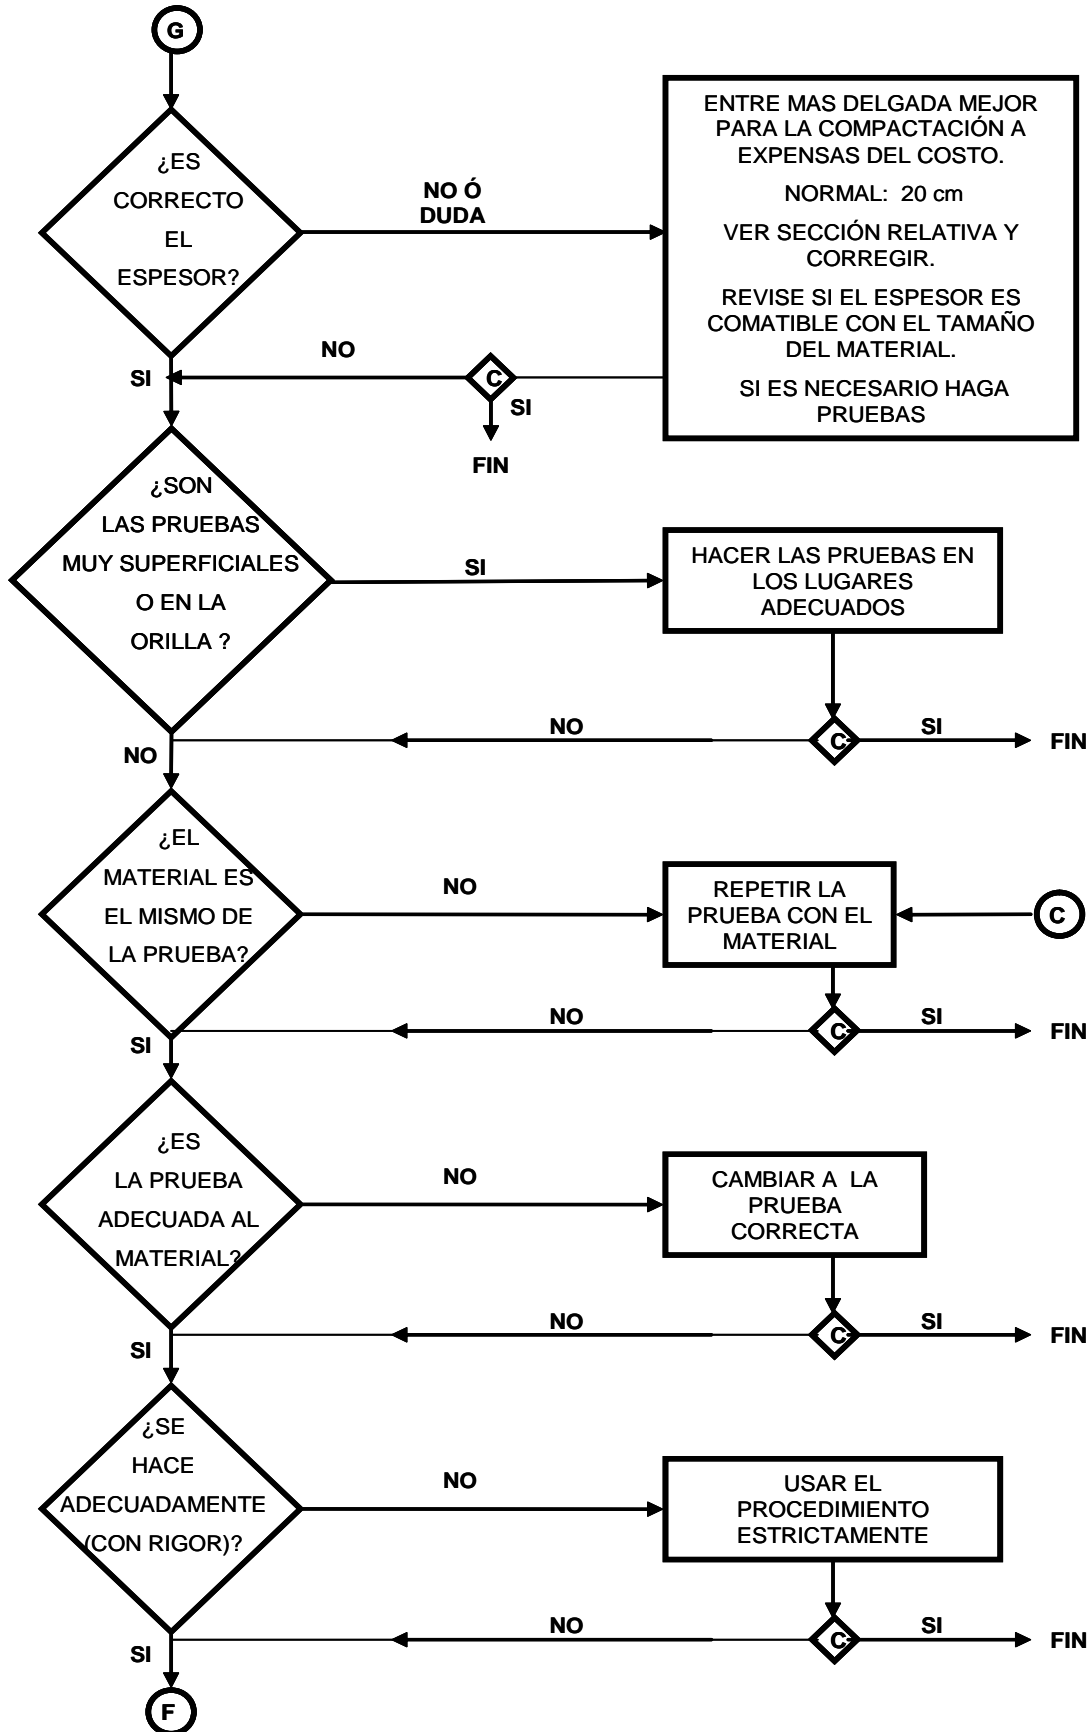 G
¿ES
CORRECTO
EL
ESPESOR?
NO Ó
DUDA
ENTRE MAS DELGADA MEJOR
PARA LA COMPACTACIÓN A
EXPENSAS DEL COSTO.
NORMAL: 20 cm
VER SECCIÓN RELATIVA Y
CORREGIR.
REVISE SI EL ESPESOR ES
COMATIBLE CON EL TAMAÑO
DEL MATERIAL.
SI ES NECESARIO HAGA
PRUEBAS
SI
NO
C
SI
FIN
¿SON
LAS PRUEBAS
MUY SUPERFICIALES
O EN LA
ORILLA ?
SI
HACER LAS PRUEBAS EN
LOS LUGARES
ADECUADOS
NO
NO
C
SI
FIN
¿EL
MATERIAL ES
EL MISMO DE
LA PRUEBA?
NO
REPETIR LA
PRUEBA CON EL
MATERIAL
C
SI
NO
C
SI
FIN
¿ES
LA PRUEBA
ADECUADA AL
MATERIAL?
NO
CAMBIAR A LA
PRUEBA
CORRECTA
SI
NO
C
SI
FIN
¿SE
HACE
ADECUADAMENTE
(CON RIGOR)?
NO
USAR EL
PROCEDIMIENTO
ESTRICTAMENTE
SI
NO
C
SI
FIN
F